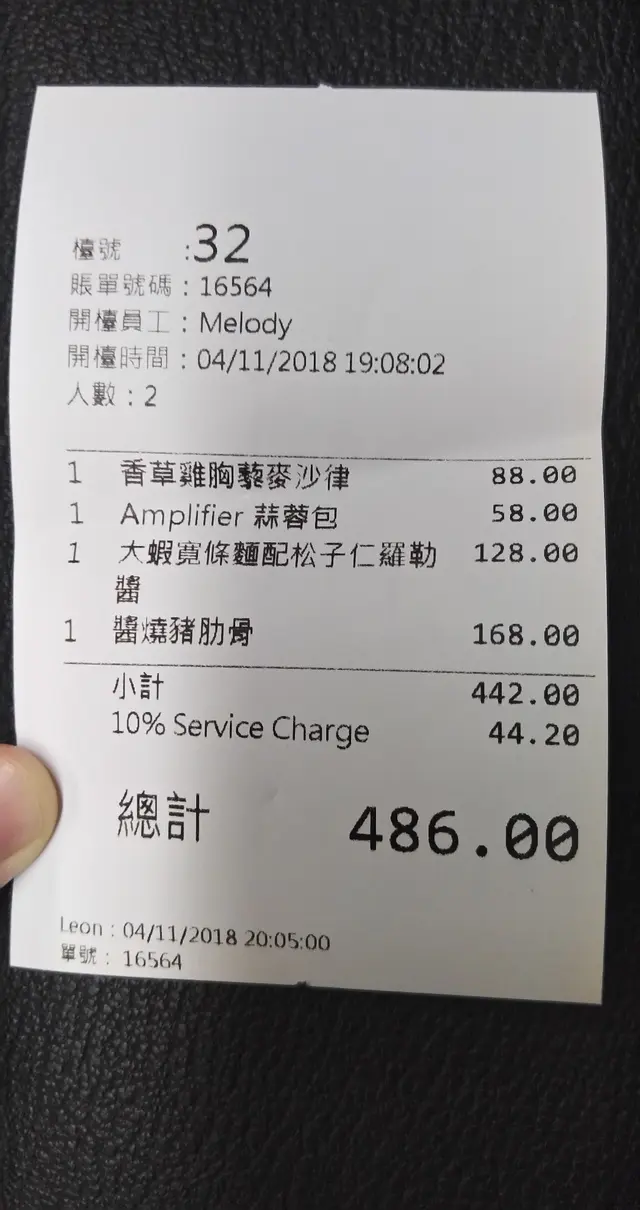 檯號 :32
賬單號碼 : 16564
開檯員工 : Melody
開檯時間 : 04/11/2018 19:08:02
人數 : 2
1 香草雞胸藜麥沙律 88.00
1 Amplifier 蒜蓉包 58.00
1 大蝦寬條麵配松子仁羅勒 128.00
醬
1 醬燒豬肋骨 168.00
小計 442.00
10% Service Charge 44.20
總計 486.00
Leon : 04/11/2018 20:05:00
單號 : 16564